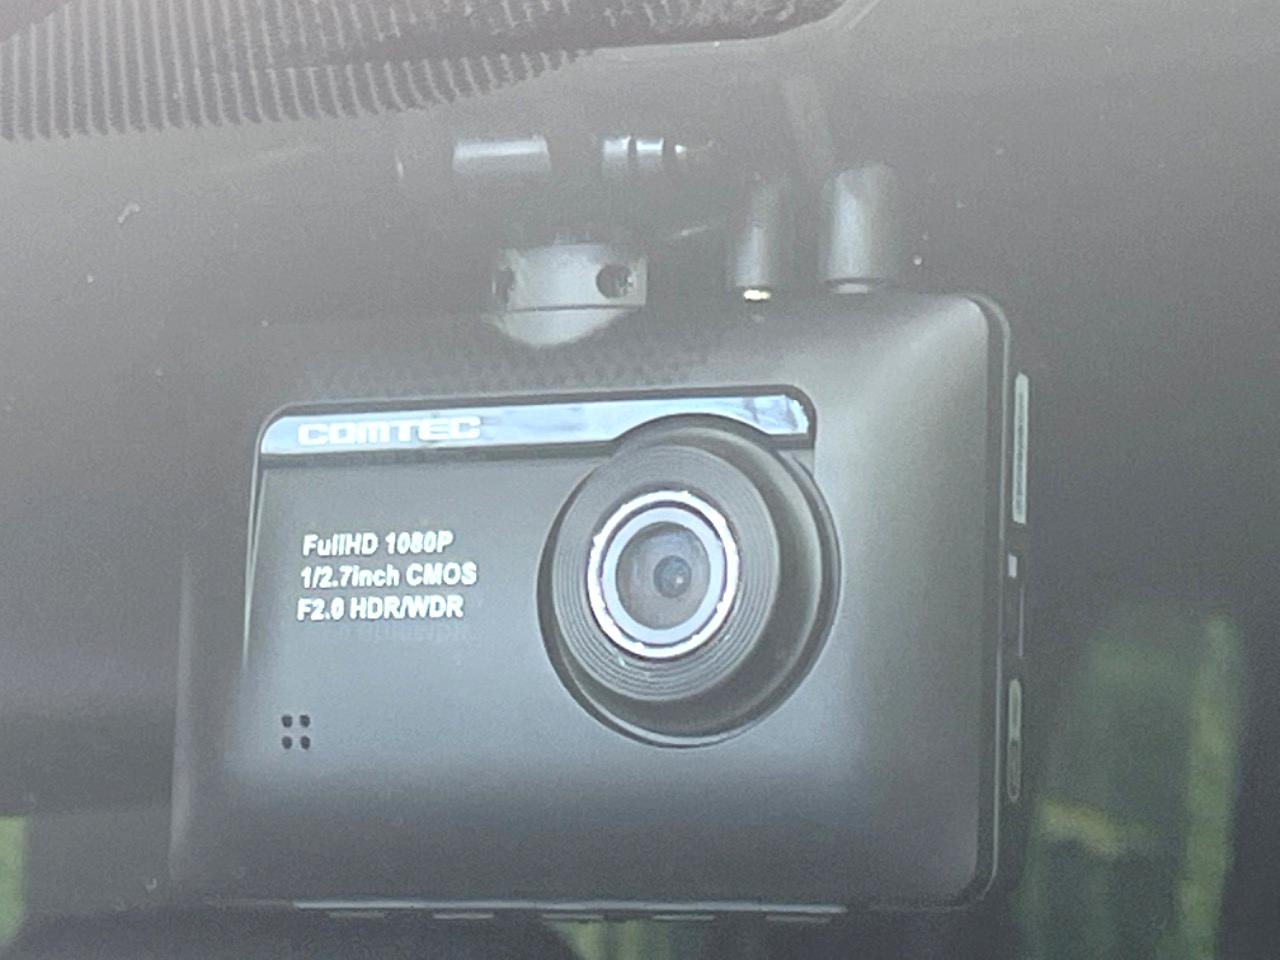 COMTEC
FullHD 1080P
1/2.7inch CMOS
F2.0 HDR/WDR